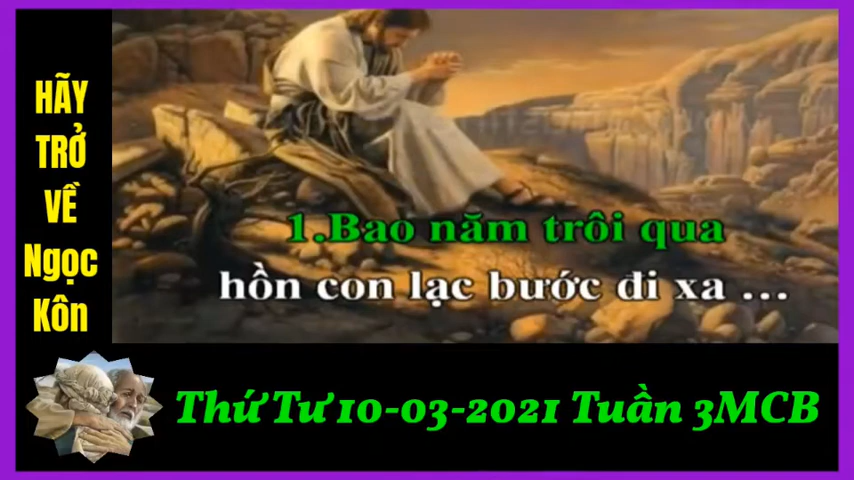 HÃY
TRỞ
VỀ
Ngọc
Kôn
1.Bao năm trôi qua
hồn con lạc bước đi xa ...
Thứ Tư 10-03-2021 Tuần 3MCB